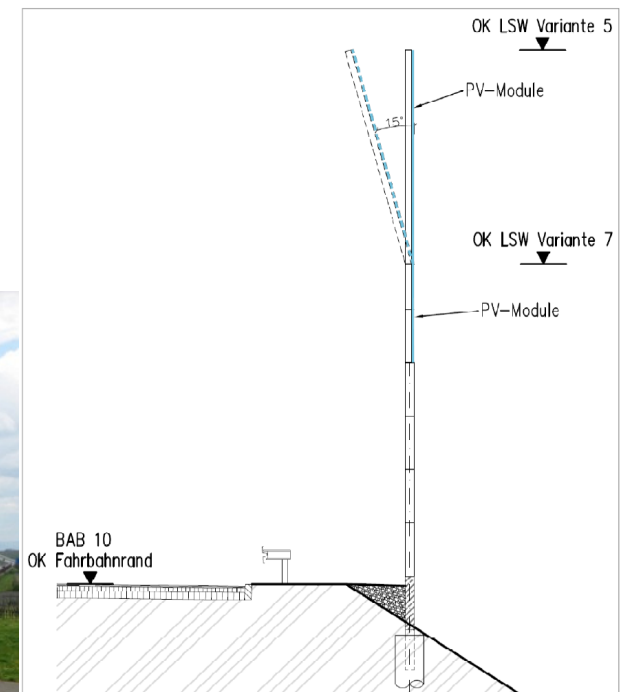 OK LSW Variante 5
PV-Module
15°
OK LSW Variante 7
PV-Module
BAB 10
OK Fahrbahnrand